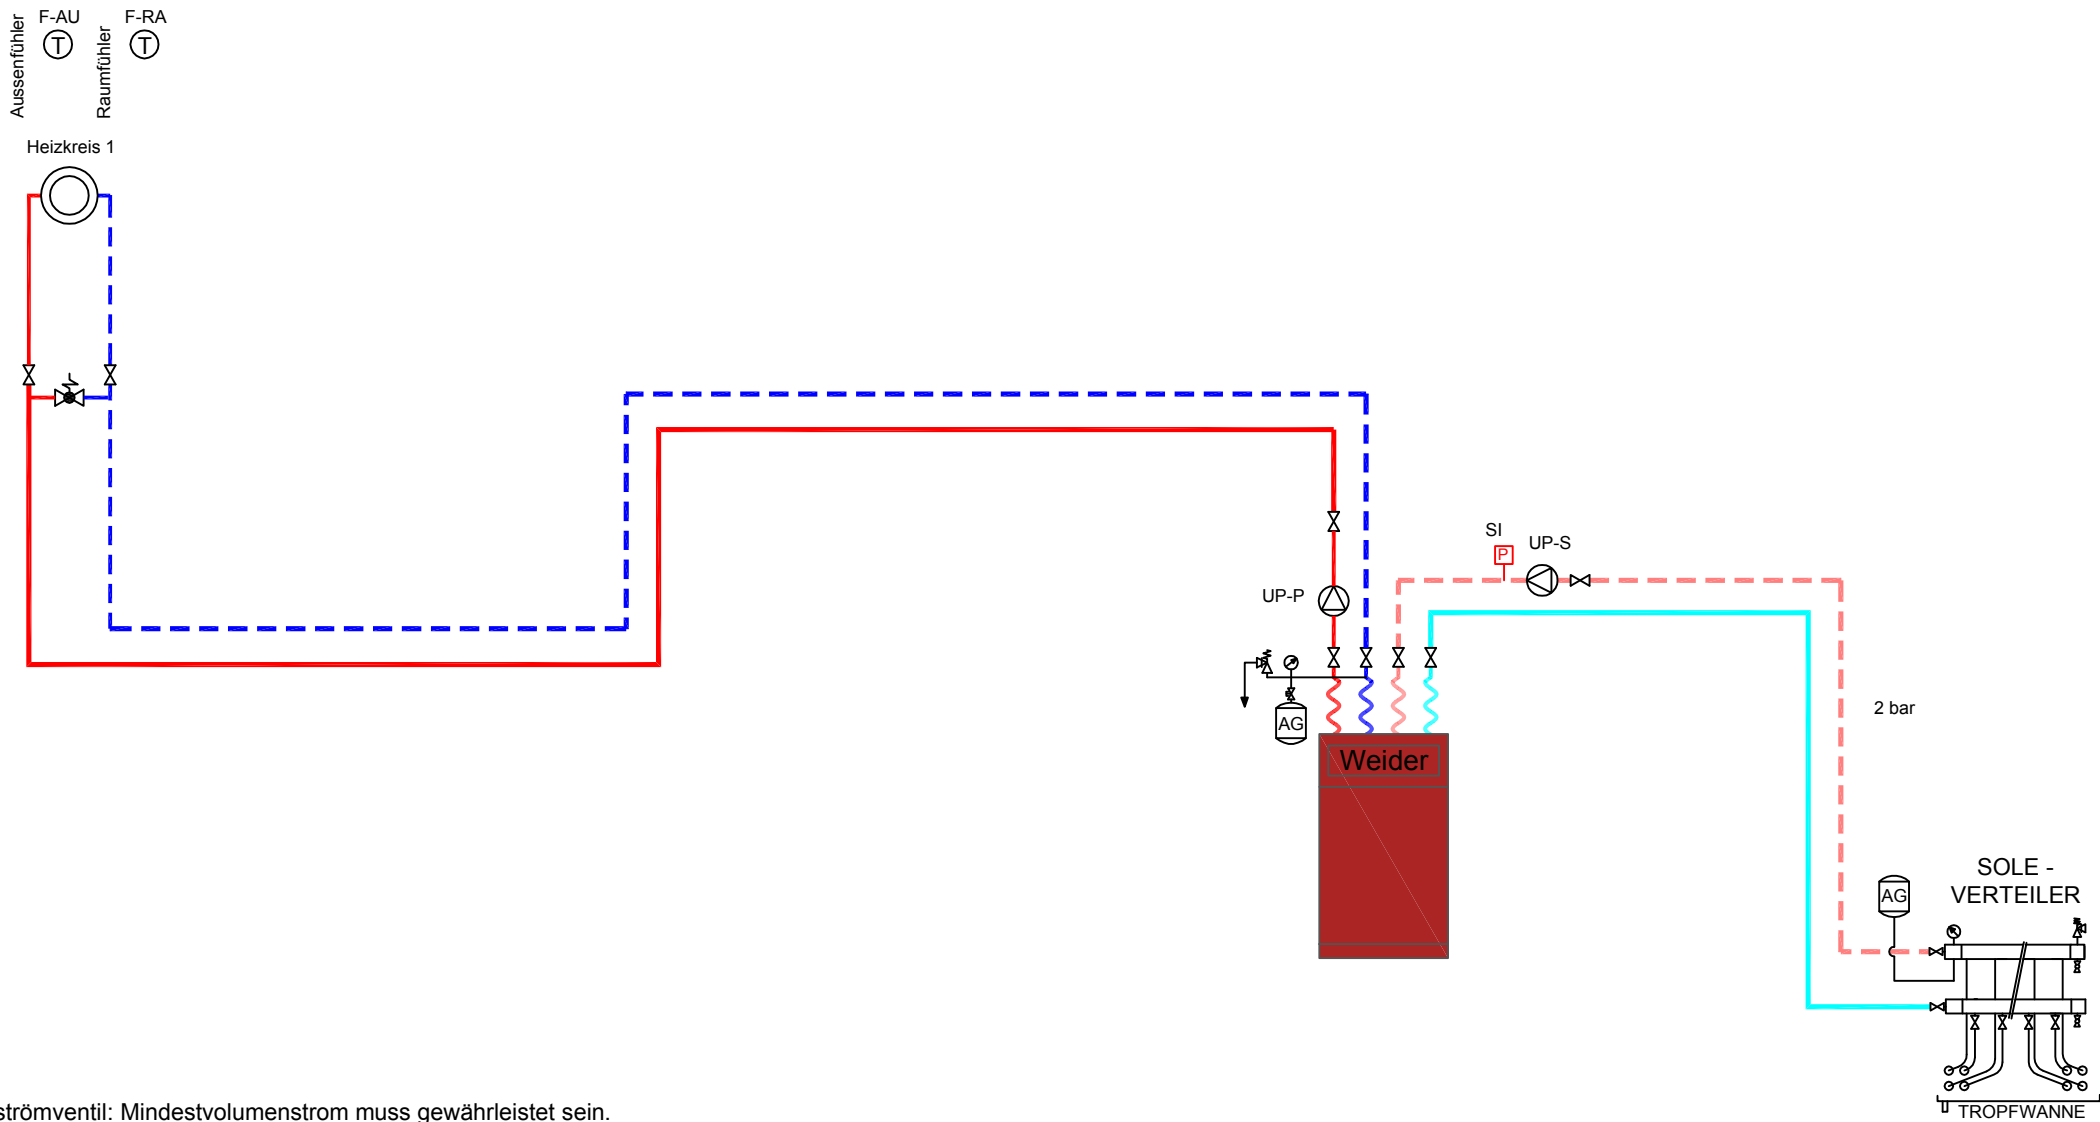 F-AU
F-RA
Aussenfühler
T
Raumfühler
T
Heizkreis 1
SI
P
UP-S
UP-P
AG
Weider
2 bar
SOLE -
VERTEILER
AG
strömventil: Mindestvolumenstrom muss gewährleistet sein.
TROPFWANNE